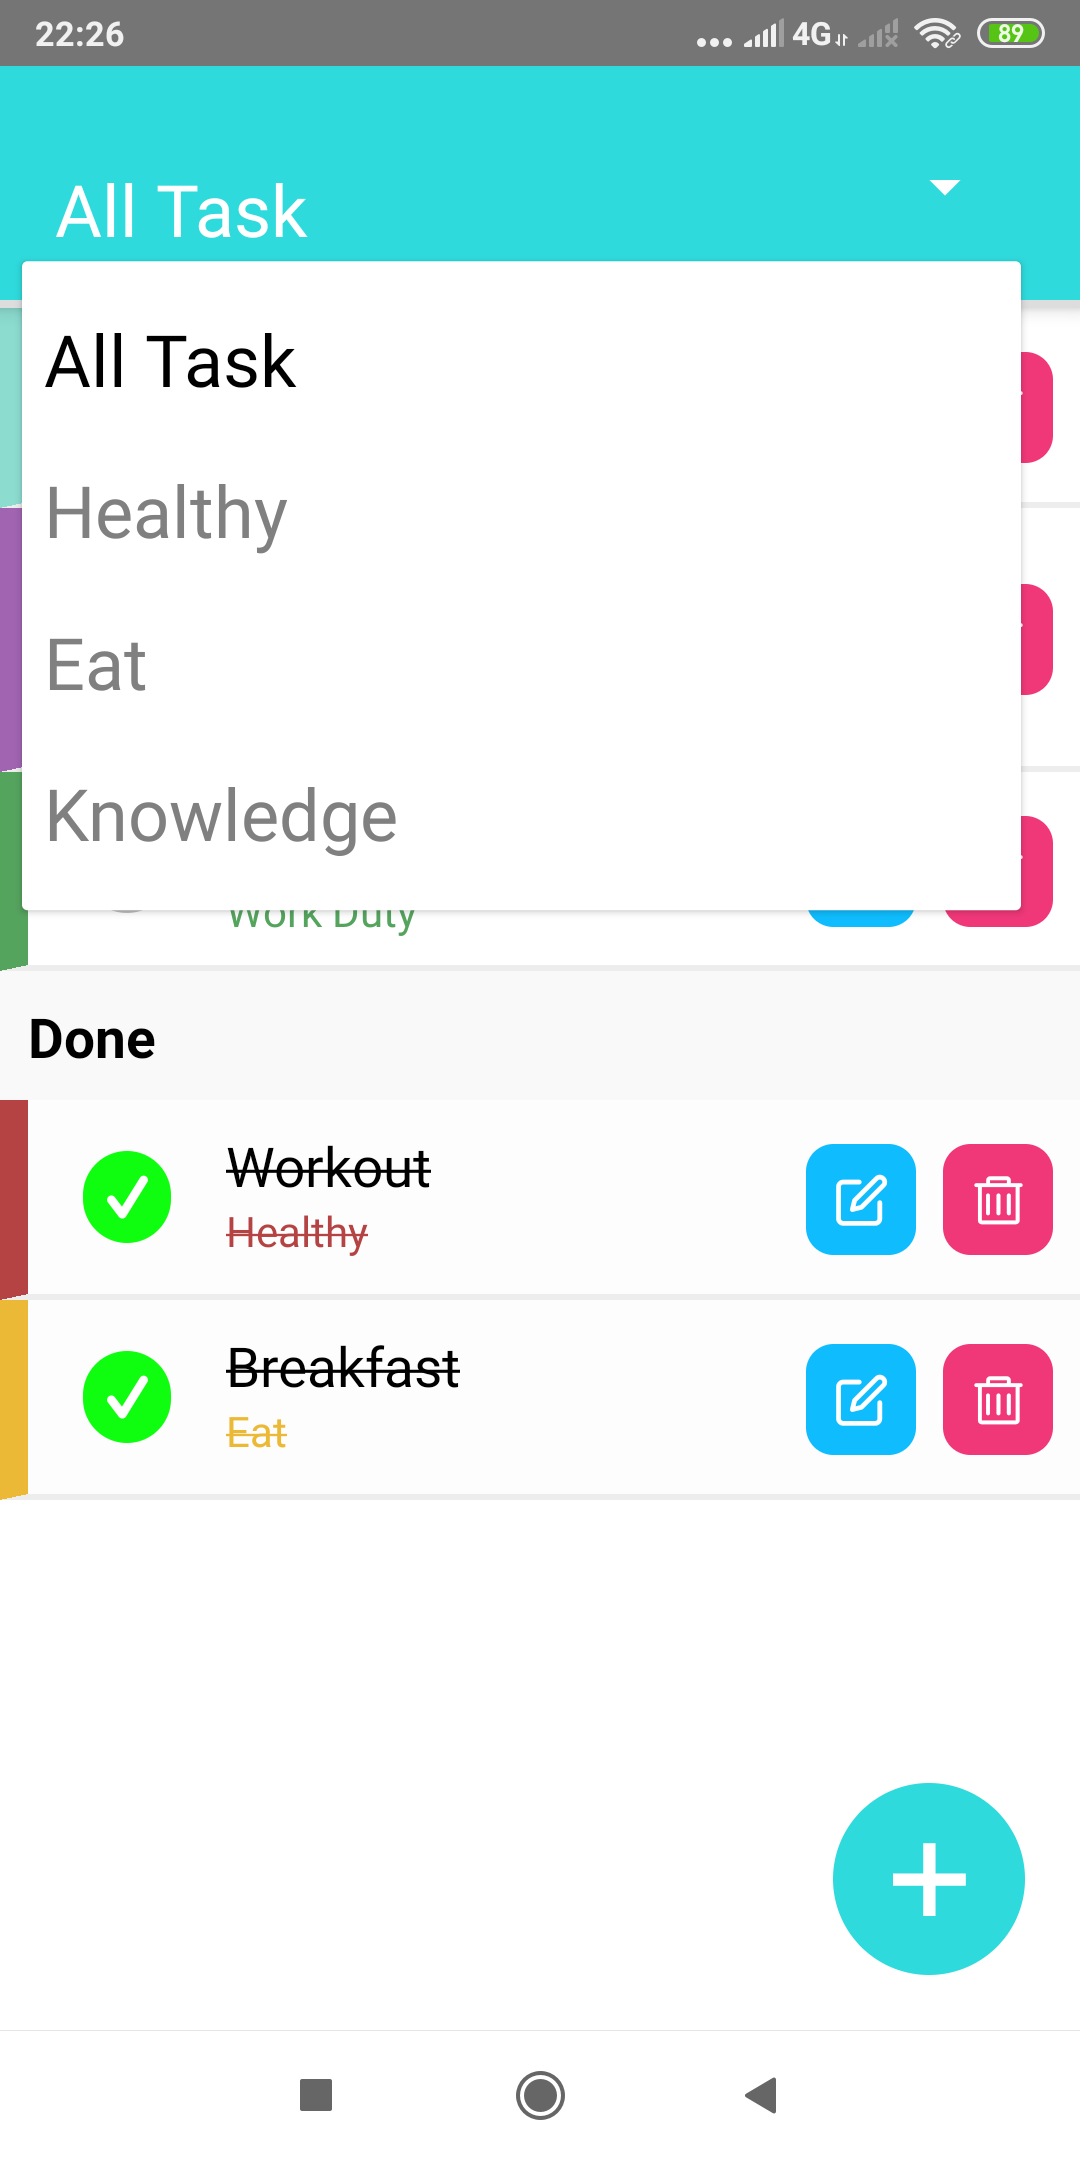 22:26 4G 89
All Task
All Task
Healthy
Eat
Knowledge
Work Duty
Done
Workout
Healthy
Breakfast
Eat